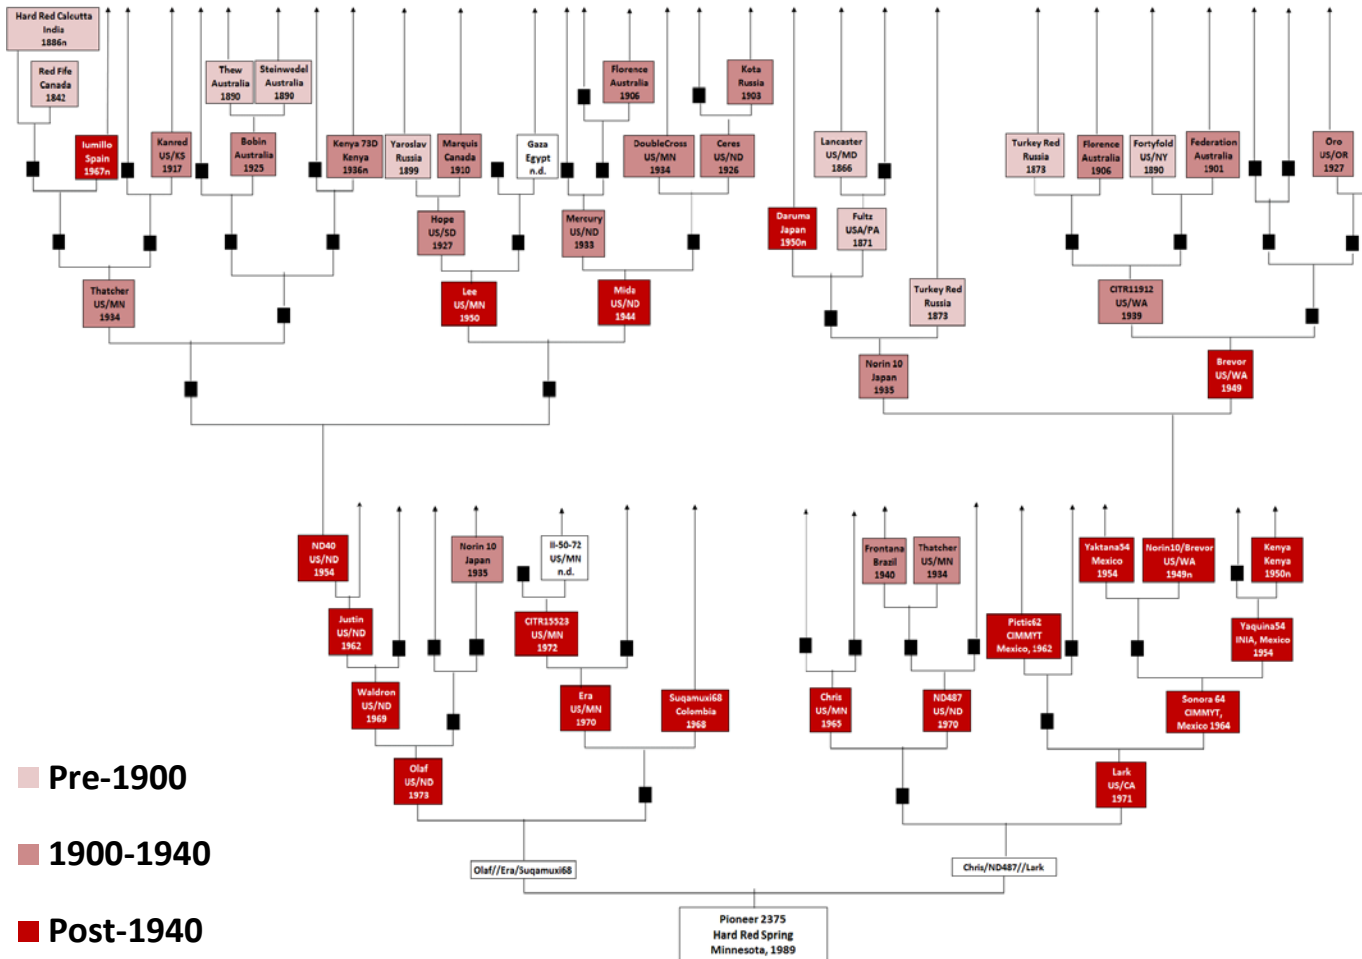 Hard Red Calcutta
India
1886n
Red Fife
Canada
1842
Thew
Australia
1890
Steinwedel
Australia
1890
Florence
Australia
1906
Kota
Russia
1903
Iumillo
Spain
1967n
Kanred
US/KS
1917
Bobin
Australia
1925
Kenya 73D
Kenya
1936n
Yaroslav
Russia
1899
Marquis
Canada
1910
Gaza
Egypt
n.d.
DoubleCross
US/MN
1934
Ceres
US/ND
1926
Lancaster
US/MD
1866
Turkey Red
Russia
1873
Florence
Australia
1906
Fortyfold
US/NY
1890
Federation
Australia
1901
Oro
US/OR
1927
Hope
US/SD
1927
Mercury
US/ND
1933
Daruma
Japan
1950n
Fultz
USA/PA
1871
Thatcher
US/MN
1934
Lee
US/MN
1950
Mida
US/ND
1944
Turkey Red
Russia
1873
CITR11912
US/WA
1939
Norin 10
Japan
1935
Brevor
US/WA
1949
ND40
US/ND
1954
Norin 10
Japan
1935
II-50-72
US/MN
n.d.
Frontana
Brazil
1940
Thatcher
US/MN
1934
Yaktana54
Mexico
1954
Norin10/Brevor
US/WA
1949n
Kenya
Kenya
1950n
Justin
US/ND
1962
CITR15523
US/MN
1972
Pictic62
CIMMYT
Mexico, 1962
Yaquina54
INIA, Mexico
1954
Waldron
US/ND
1969
Era
US/MN
1970
Suqamuxi68
Colombia
1968
Chris
US/MN
1965
ND487
US/ND
1970
Sonora 64
CIMMYT,
Mexico 1964
Olaf
US/ND
1973
Lark
US/CA
1971
Pre-1900
1900-1940
Post-1940
Olaf//Era/Suqamuxi68
Chris/ND487//Lark
Pioneer 2375
Hard Red Spring
Minnesota, 1989